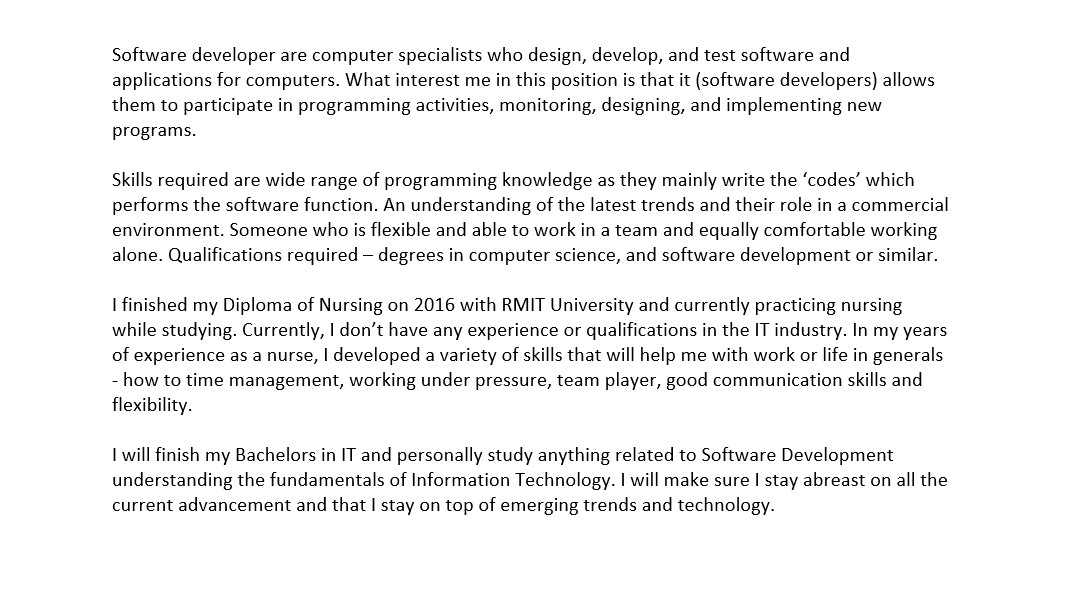 Software developer are computer specialists who design, develop, and test software and
applications for computers. What interest me in this position is that it (software developers) allows
them to participate in programming activities, monitoring, designing, and implementing new
programs.
Skills required are wide range of programming knowledge as they mainly write the ‘codes’ which
performs the software function. An understanding of the latest trends and their role in a commercial
environment. Someone who is flexible and able to work in a team and equally comfortable working
alone. Qualifications required – degrees in computer science, and software development or similar.
I finished my Diploma of Nursing on 2016 with RMIT University and currently practicing nursing
while studying. Currently, I don’t have any experience or qualifications in the IT industry. In my years
of experience as a nurse, I developed a variety of skills that will help me with work or life in generals
- how to time management, working under pressure, team player, good communication skills and
flexibility.
I will finish my Bachelors in IT and personally study anything related to Software Development
understanding the fundamentals of Information Technology. I will make sure I stay abreast on all the
current advancement and that I stay on top of emerging trends and technology.